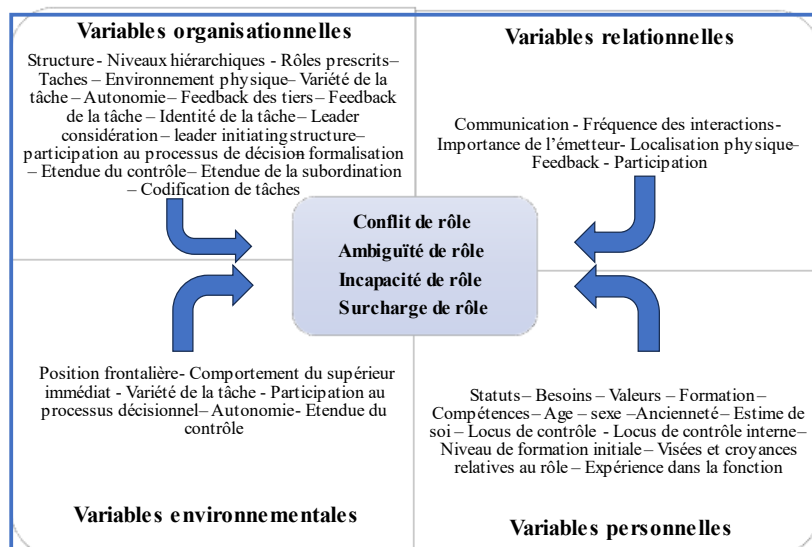 Variables organisationnelles
Structure - Niveaux hiérarchiques - Rôles prescrits–
Taches – Environnement physique– Variété de la
tâche – Autonomie – Feedback des tiers – Feedback
de la tâche – Identité de la tâche – Leader
considération – leader initiating structure–
participation au processus de décision– formalisation
– Etendue du contrôle – Etendue de la subordination
– Codification de tâches
Variables relationnelles
Communication - Fréquence des interactions-
Importance de l'émetteur- Localisation physique–
Feedback - Participation
Conflit de rôle
Ambiguïté de rôle
Incapacité de rôle
Surcharge de rôle
Position frontalière- Comportement du supérieur
immédiat - Variété de la tâche - Participation au
processus décisionnel– Autonomie- Etendue du
contrôle
Variables environnementales
Statuts – Besoins – Valeurs – Formation–
Compétences– Age – sexe –Ancienneté – Estime de
soi – Locus de contrôle - Locus de contrôle interne–
Niveau de formation initiale – Visées et croyances
relatives au rôle – Expérience dans la fonction
Variables personnelles